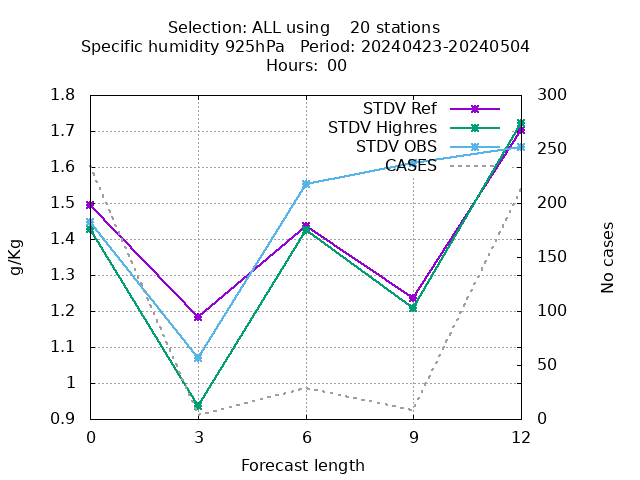 Selection: ALL using    20 stations
Specific humidity 925hPa   Period: 20240423-20240504
Hours: 00
STDV Ref
STDV Highres
STDV OBS
CASES
1.8
1.7
1.6
1.5
1.4
1.3
1.2
1.1
1
0.9
g/Kg
300
250
200
150
100
50
0
No cases
0 3 6 9 12
Forecast length